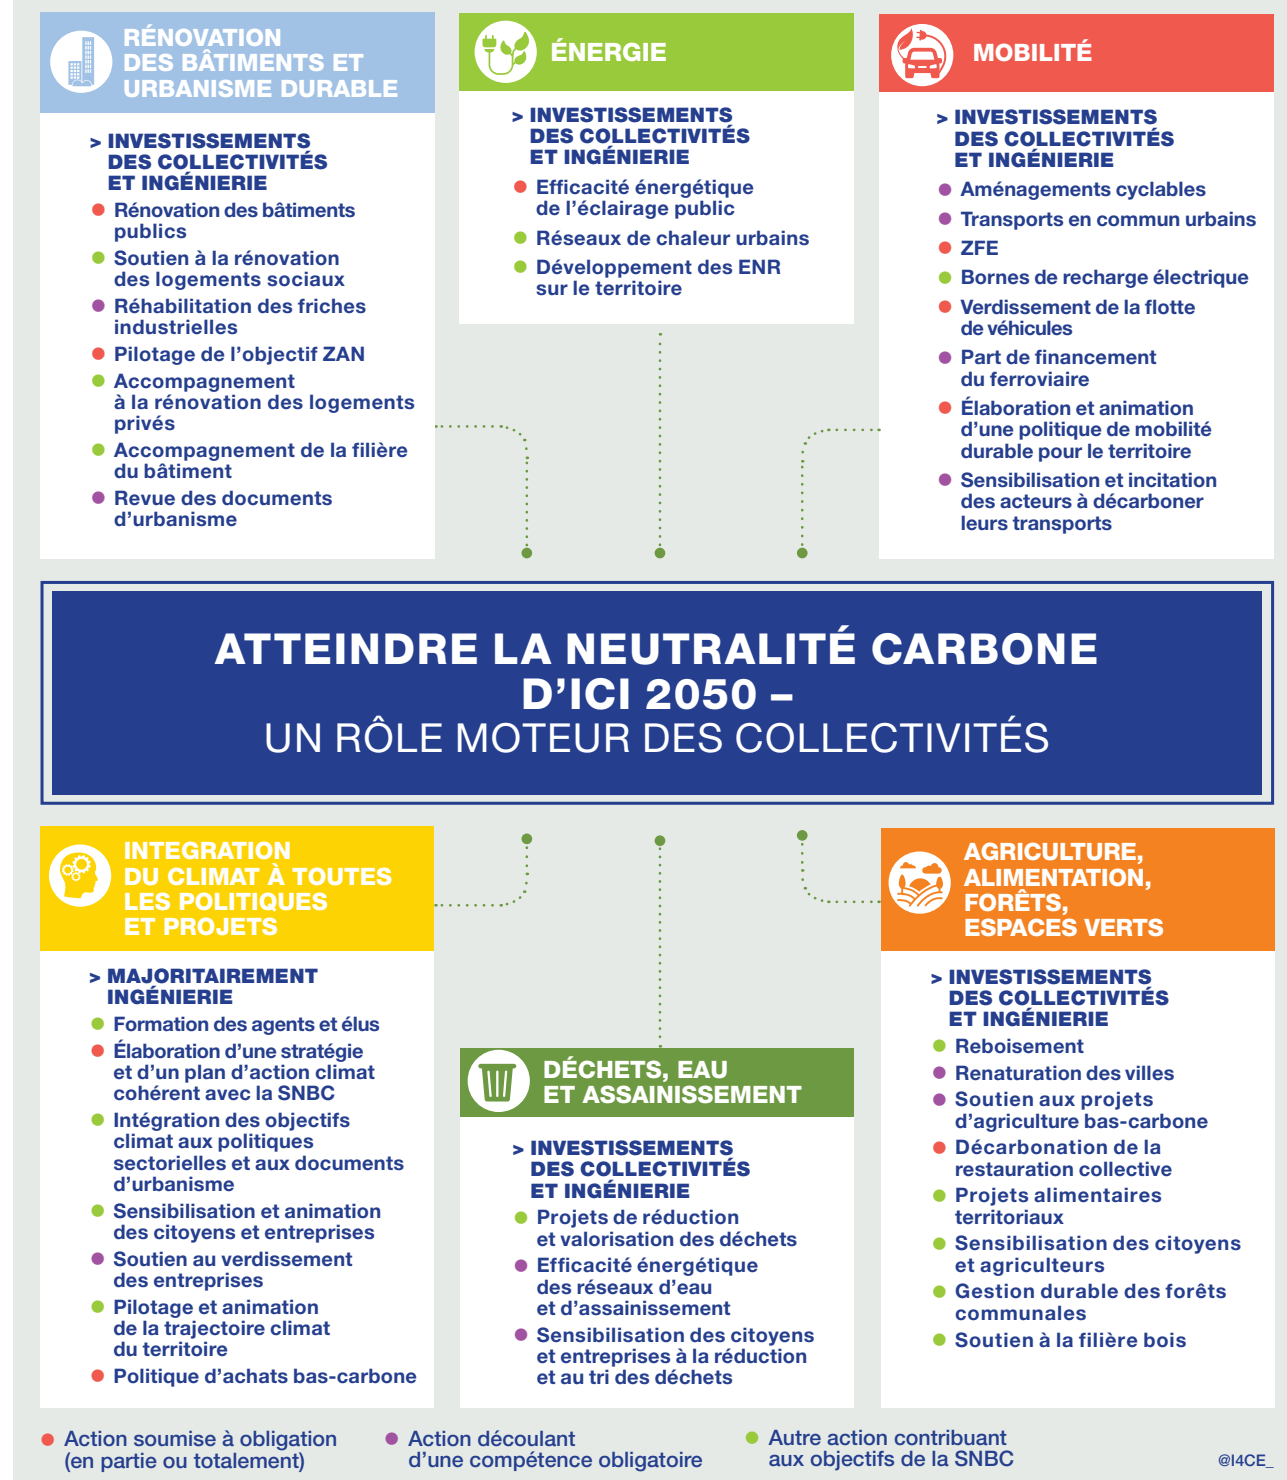 RÉNOVATION
DES BÂTIMENTS ET
URBANISME DURABLE
> INVESTISSEMENTS
DES COLLECTIVITÉS
ET INGÉNIERIE
Rénovation des bâtiments
publics
Soutien à la rénovation
des logements sociaux
Réhabilitation des friches
industrielles
Pilotage de l'objectif ZAN
Accompagnement
à la rénovation des logements
privés
Accompagnement de la filière
du bâtiment
Revue des documents
d'urbanisme
ÉNERGIE
> INVESTISSEMENTS
DES COLLECTIVITÉS
ET INGÉNIERIE
Efficacité énergétique
de l'éclairage public
Réseaux de chaleur urbains
Développement des ENR
sur le territoire
MOBILITÉ
> INVESTISSEMENTS
DES COLLECTIVITÉS
ET INGÉNIERIE
Aménagements cyclables
Transports en commun urbains
ZFE
Bornes de recharge électrique
Verdissement de la flotte
de véhicules
Part de financement
du ferroviaire
Élaboration et animation
d'une politique de mobilité
durable pour le territoire
Sensibilisation et incitation
des acteurs à décarboner
leurs transports
ATTEINDRE LA NEUTRALITÉ CARBONE
D'ICI 2050 –
UN RÔLE MOTEUR DES COLLECTIVITÉS
INTEGRATION
DU CLIMAT À TOUTES
LES POLITIQUES
ET PROJETS
> MAJORITAIREMENT
INGÉNIERIE
Formation des agents et élus
Élaboration d'une stratégie
et d'un plan d'action climat
cohérent avec la SNBC
Intégration des objectifs
climat aux politiques
sectorielles et aux documents
d'urbanisme
Sensibilisation et animation
des citoyens et entreprises
Soutien au verdissement
des entreprises
Pilotage et animation
de la trajectoire climat
du territoire
Politique d'achats bas-carbone
DÉCHETS, EAU
ET ASSAINISSEMENT
> INVESTISSEMENTS
DES COLLECTIVITÉS
ET INGÉNIERIE
Projets de réduction
et valorisation des déchets
Efficacité énergétique
des réseaux d'eau
et d'assainissement
Sensibilisation des citoyens
et entreprises à la réduction
et au tri des déchets
AGRICULTURE,
ALIMENTATION,
FORÊTS,
ESPACES VERTS
> INVESTISSEMENTS
DES COLLECTIVITÉS
ET INGÉNIERIE
Reboisement
Renaturation des villes
Soutien aux projets
d'agriculture bas-carbone
Décarbonation de la
restauration collective
Projets alimentaires
territoriaux
Sensibilisation des citoyens
et agriculteurs
Gestion durable des forêts
communales
Soutien à la filière bois
Action soumise à obligation
(en partie ou totalement)
Action découlant
d'une compétence obligatoire
Autre action contribuant
aux objectifs de la SNBC
@I4CE_